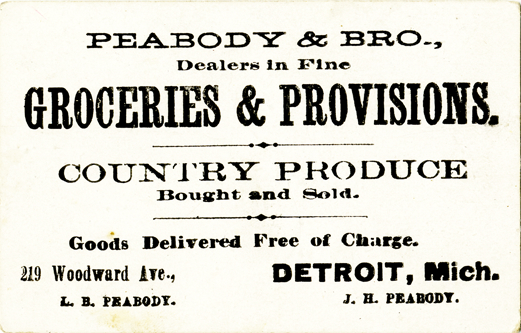 PEABODY & BRO.,
Dealers in Fine
GROCERIES & PROVISIONS.
COUNTRY PRODUCE
Bought and Sold.
Goods Delivered Free of Charge.
219 Woodward Ave., DETROIT, Mich.
L. B. PEABODY. J. H. PEABODY.